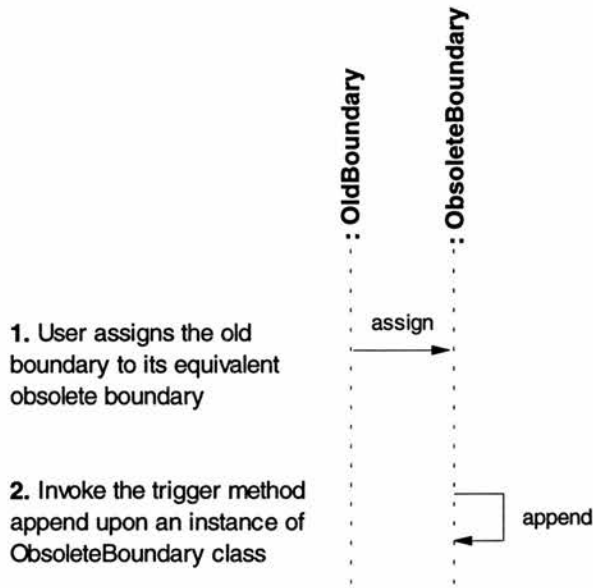 : OldBoundary
: ObsoleteBoundary
1. User assigns the old
boundary to its equivalent
obsolete boundary
assign
2. Invoke the trigger method
append upon an instance of
ObsoleteBoundary class
append